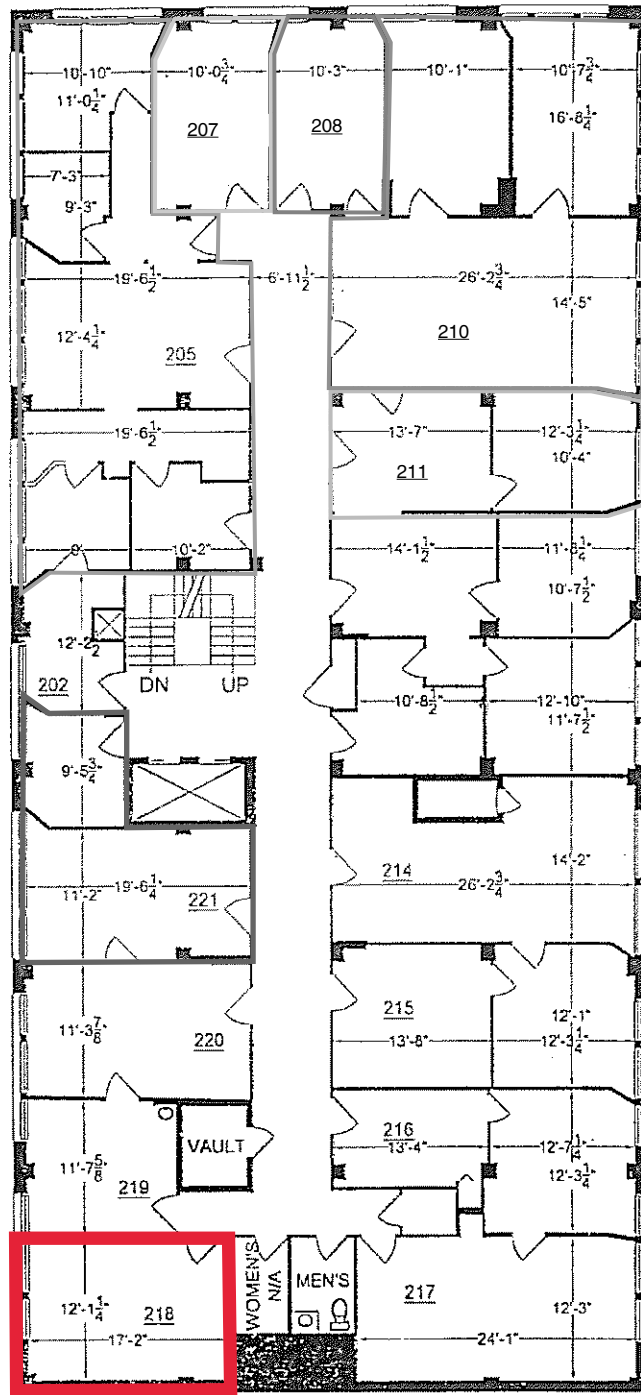 10'-10" 10'-0 3/4" 10'-3" 10'-1" 10'-7 3/4"
11'-0 1/4" 16'-8 1/4"
207 208
7'-3"
9'-3"
19'-6 1/2" 6'-11 1/2" 26'-2 3/4"
14'-5"
12'-4 1/4" 205 210
19'-6 1/2" 13'-7" 12'-3 1/4"
10'-4"
211
9' 10'-2" 14'-1 1/2" 11'-8 1/4"
10'-7 1/2"
202 DN UP
10'-8 1/2" 12'-10"
11'-7 1/2"
9'-5 3/4"
14'-2"
214
26'-2 3/4"
11'-2" 19'-6 1/4" 221
11'-3 7/8" 220 215 12'-1"
13'-8" 12'-3 1/4"
216
VAULT 13'-4" 12'-7 1/4"
11'-7 5/8" 219 12'-3 1/4"
WOMEN'S
N/A
MEN'S 217
12'-1 1/4" 218 12'-3"
17'-2" 24'-1"